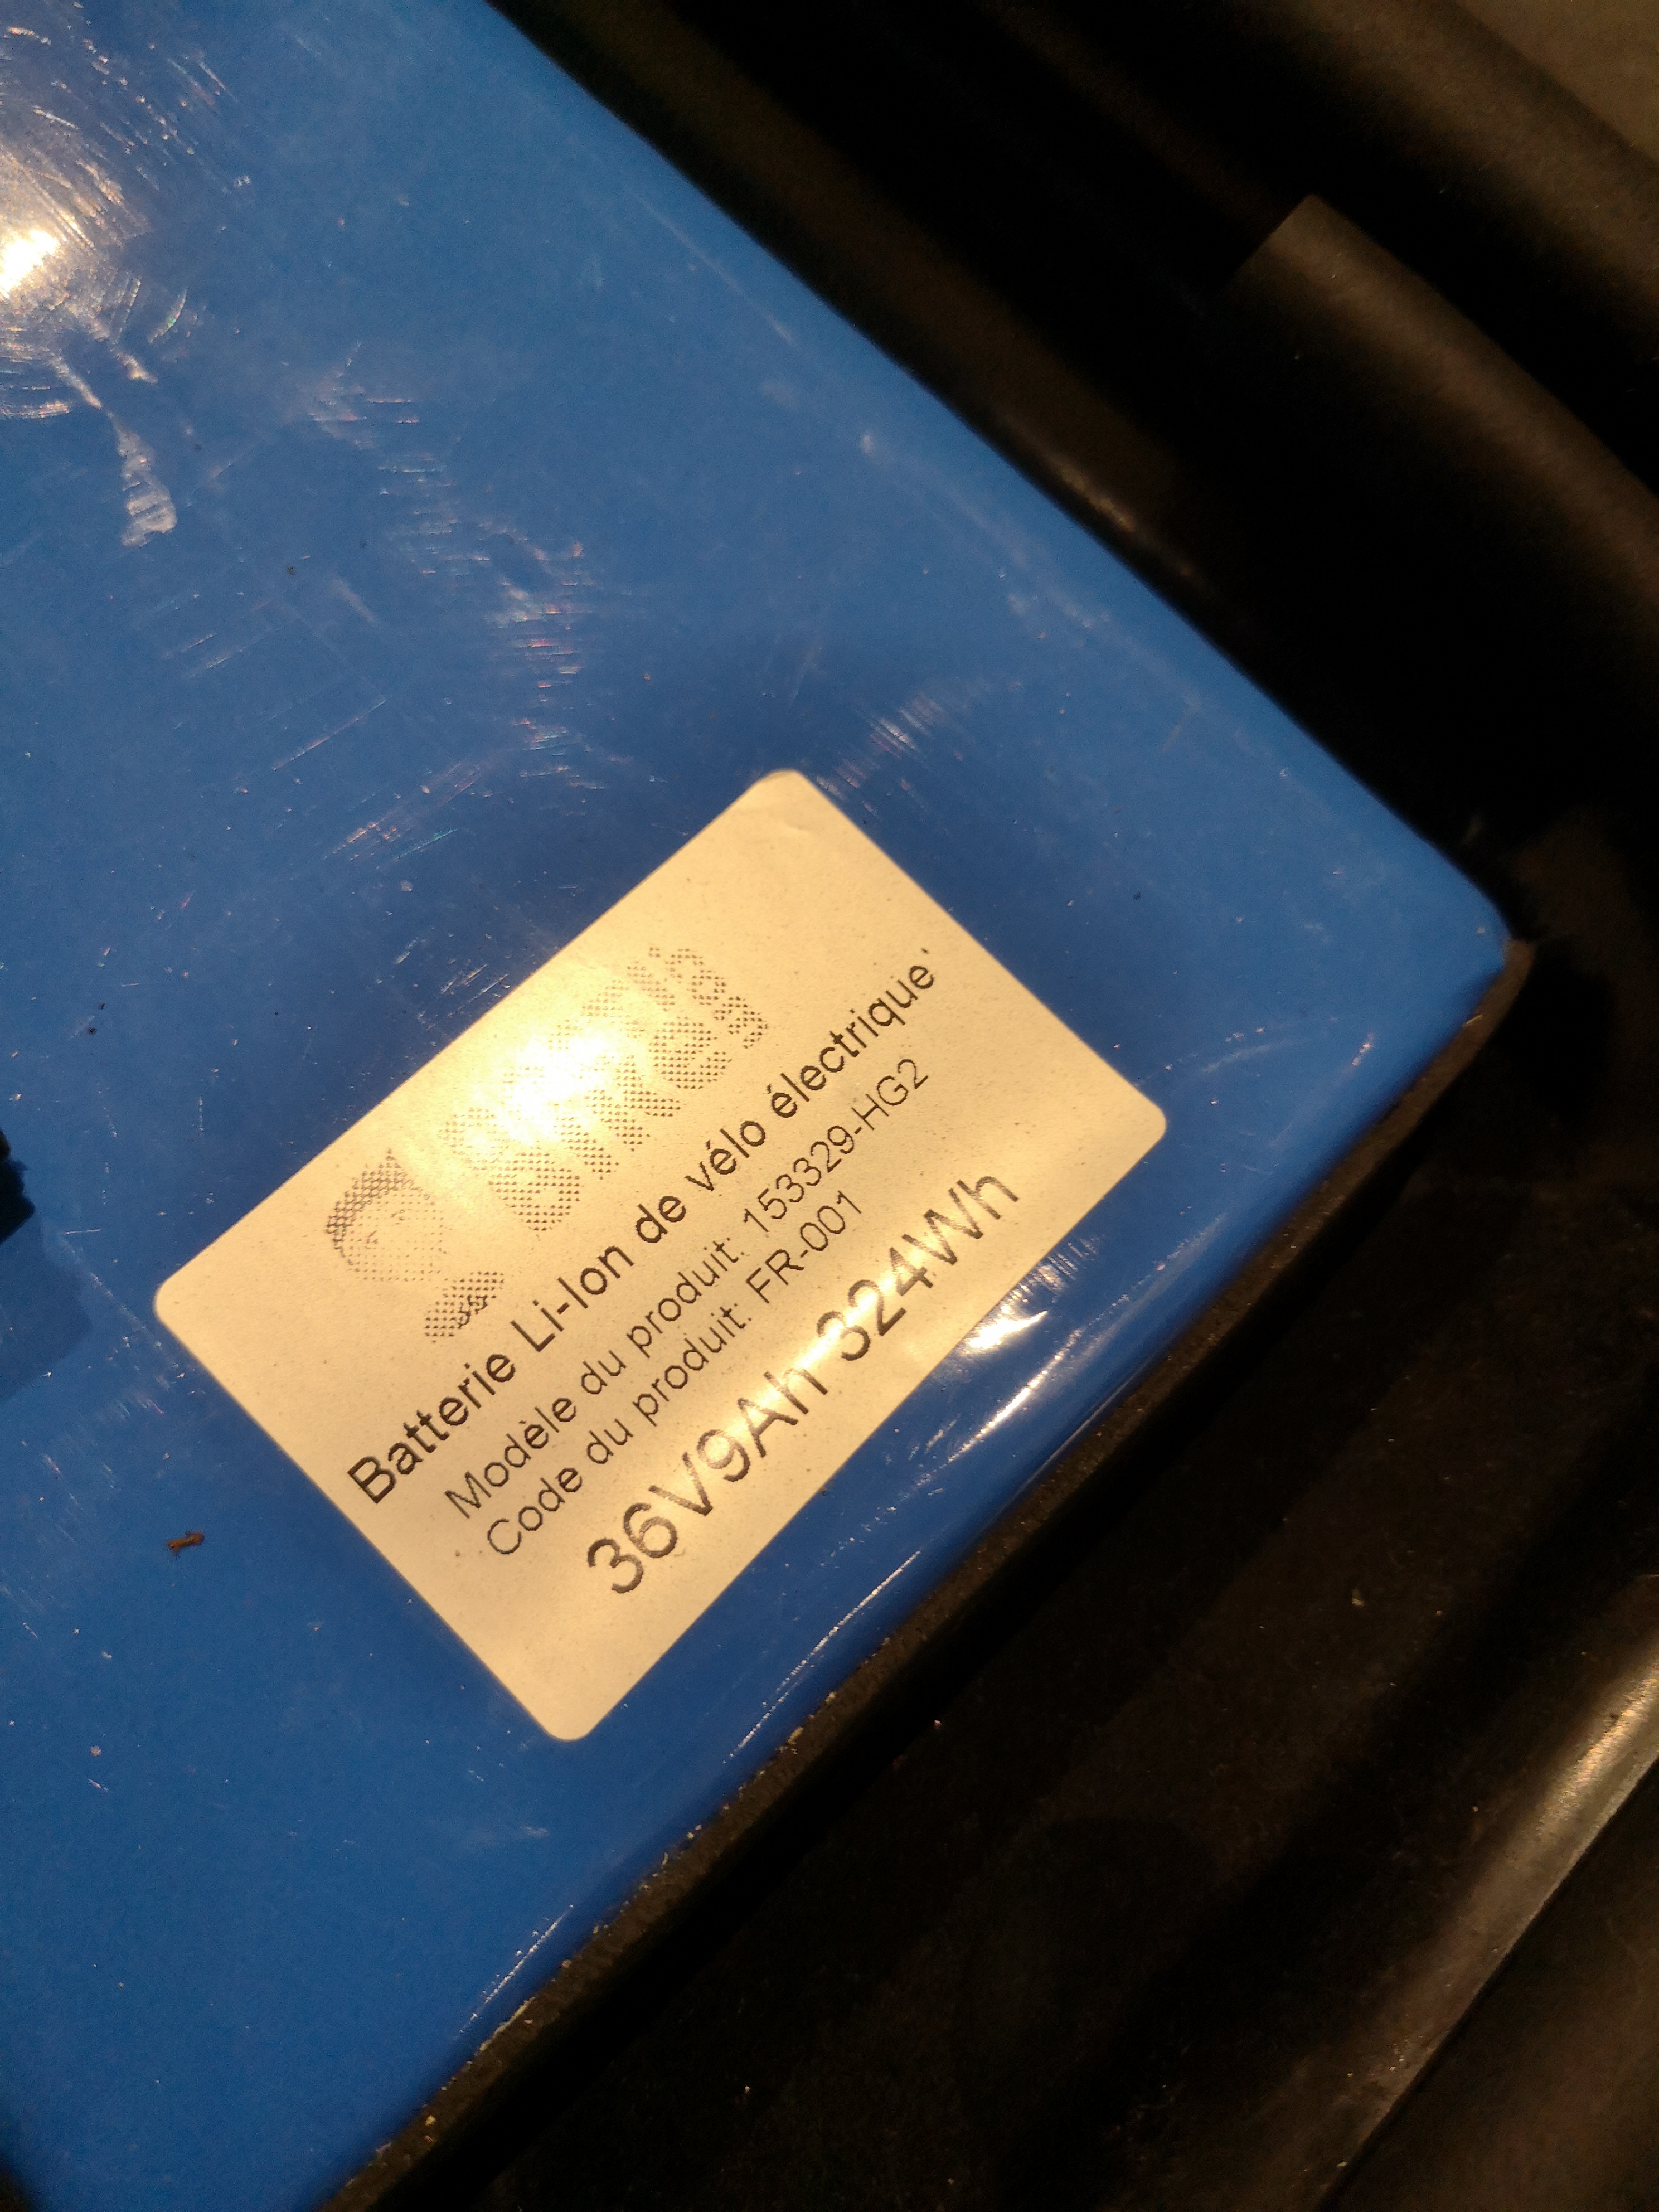 Batterie Li-Ion de vélo électrique'
Modèle du produit: 153329-HG2
Code du produit: FR-001
36V9Ah 324Wh